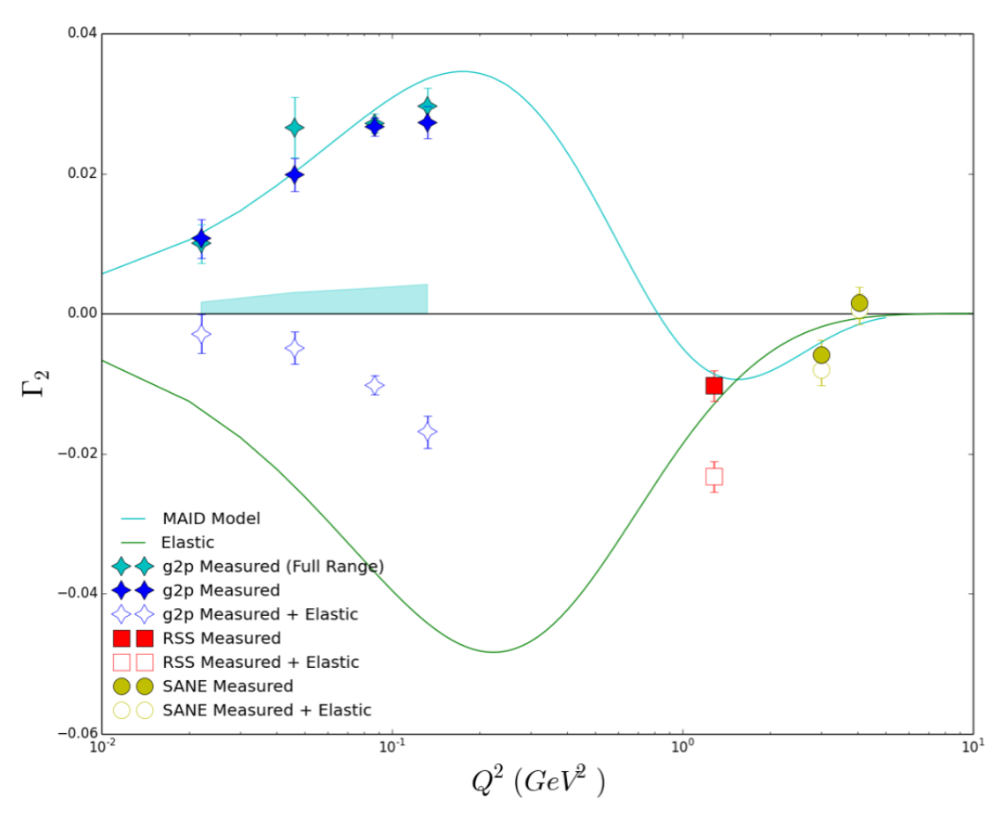 0.04
0.02
0.00
−0.02
−0.04
−0.06
Γ₂
MAID Model
Elastic
g2p Measured (Full Range)
g2p Measured
g2p Measured + Elastic
RSS Measured
RSS Measured + Elastic
SANE Measured
SANE Measured + Elastic
10⁻² 10⁻¹ 10⁰ 10¹
Q² (GeV² )